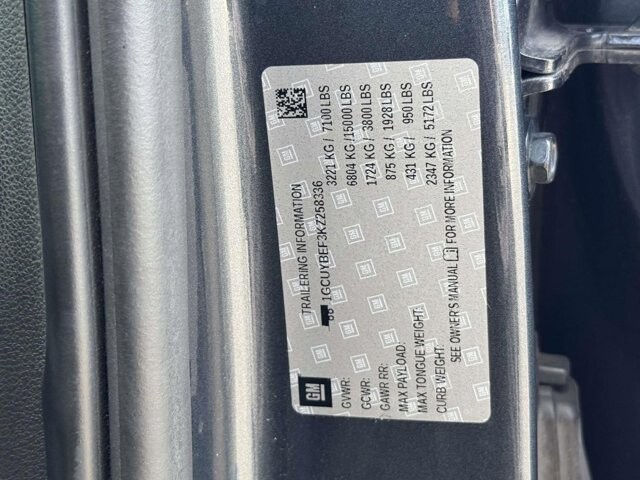 GM
TRAILERING INFORMATION
1GCUYBEF3KZ258336
GVWR: 3221 KG / 7100 LBS
GCWR: 6804 KG /15000 LBS
GAWR RR: 1724 KG / 3800 LBS
MAX PAYLOAD: 875 KG / 1928 LBS
MAX TONGUE WEIGHT: 431 KG / 950 LBS
CURB WEIGHT: 2347 KG / 5172 LBS
SEE OWNER'S MANUAL FOR MORE INFORMATION